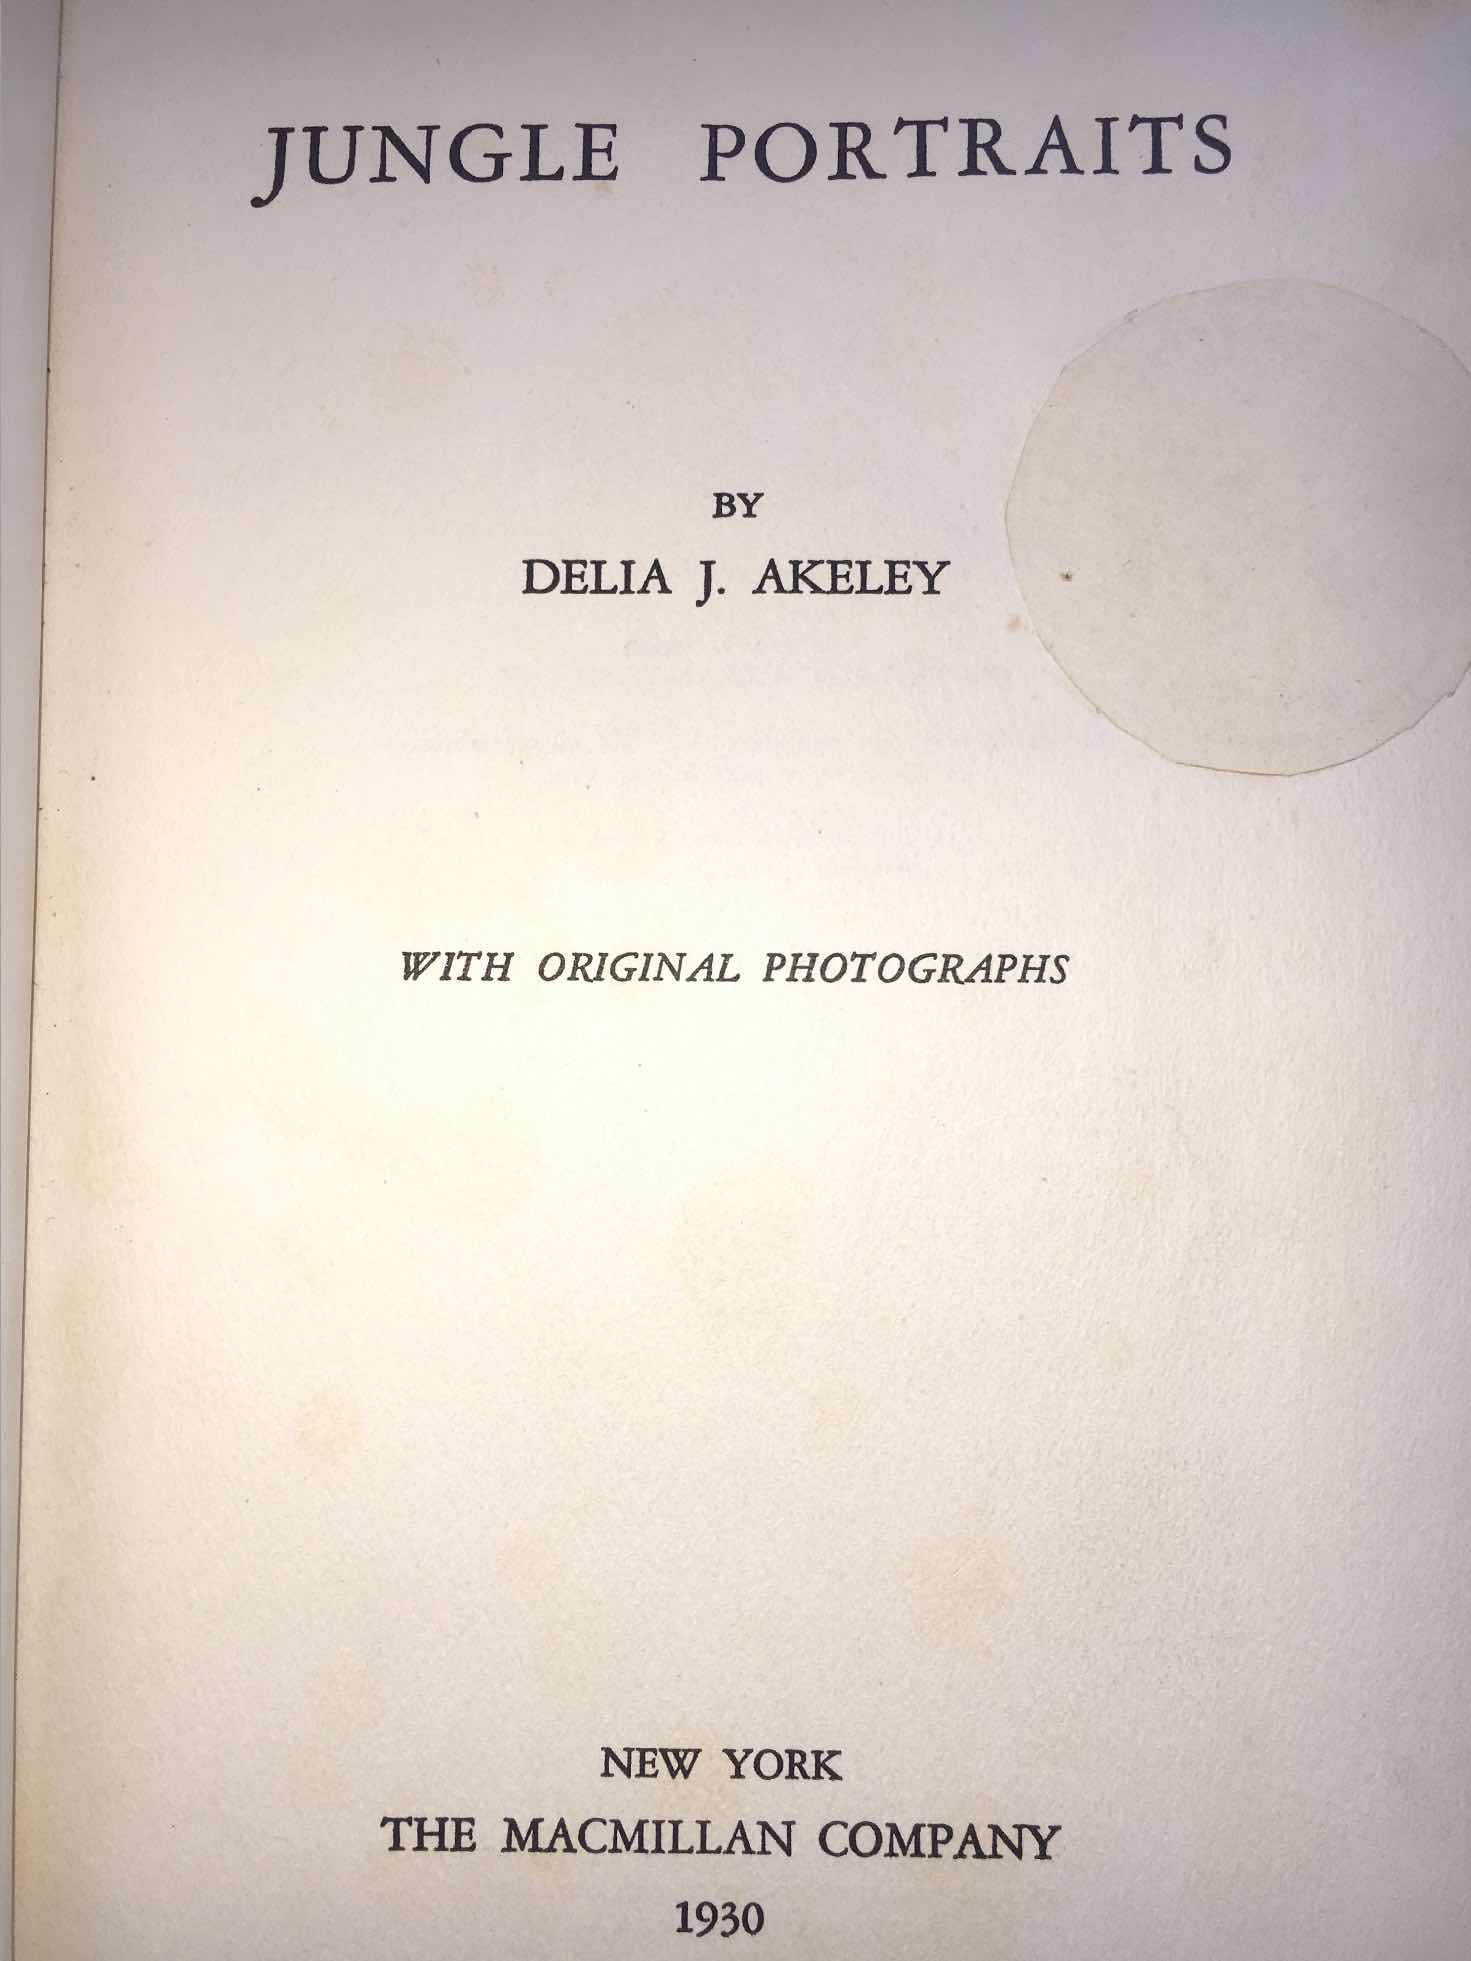 JUNGLE PORTRAITS
BY
DELIA J. AKELEY
WITH ORIGINAL PHOTOGRAPHS
NEW YORK
THE MACMILLAN COMPANY
1930